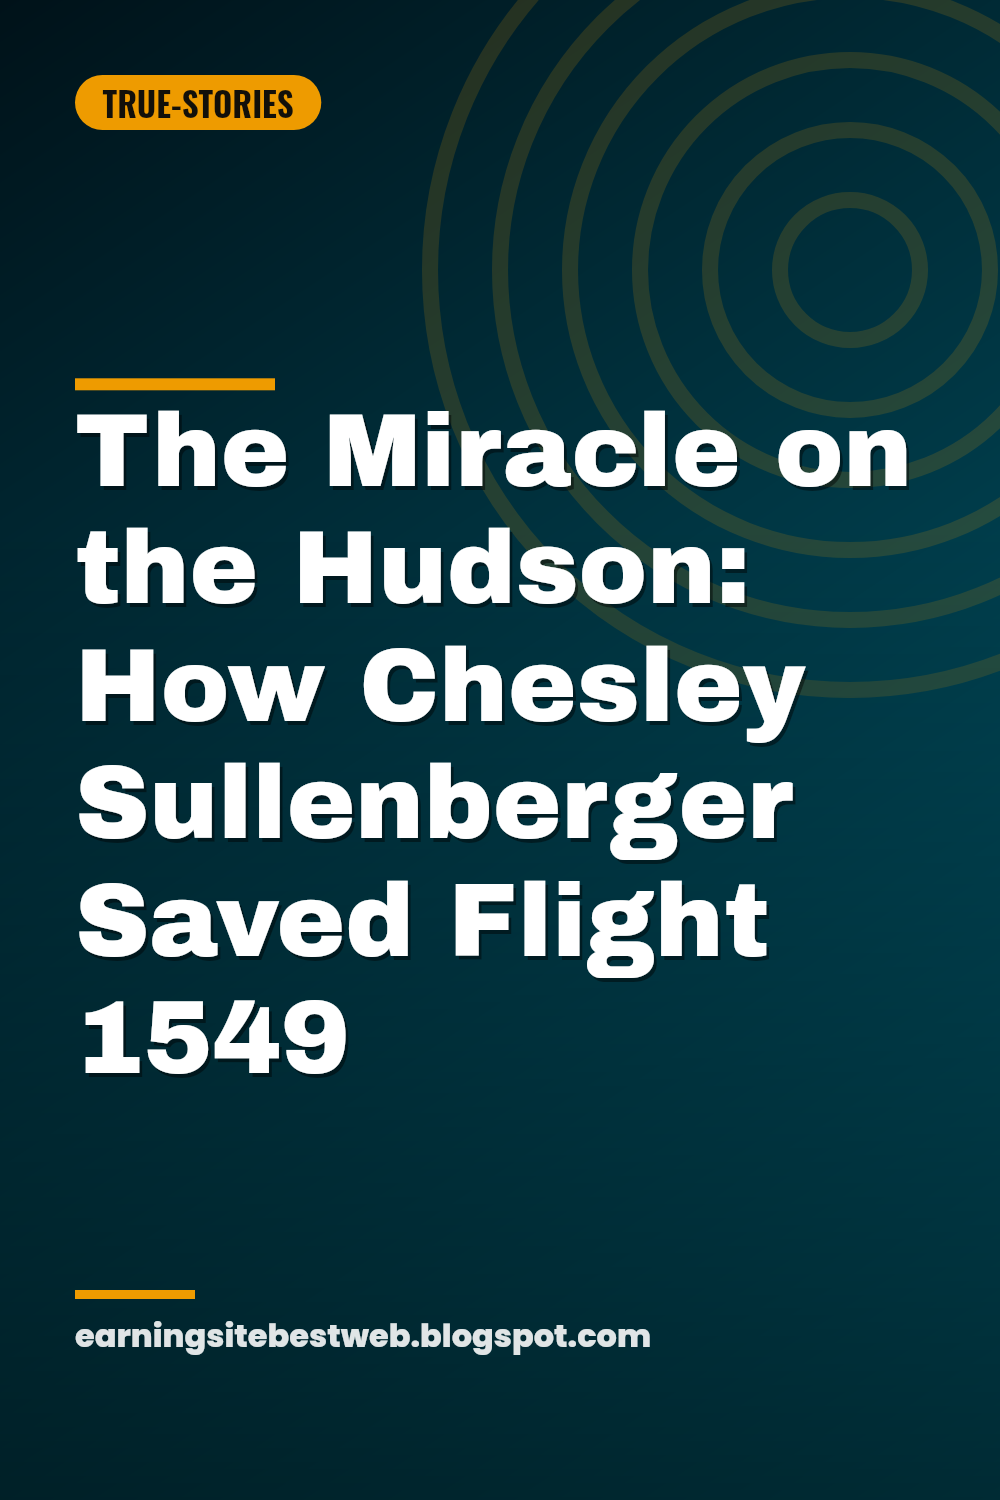 TRUE-STORIES
The Miracle on
the Hudson:
How Chesley
Sullenberger
Saved Flight
1549
earningsitebestweb.blogspot.com